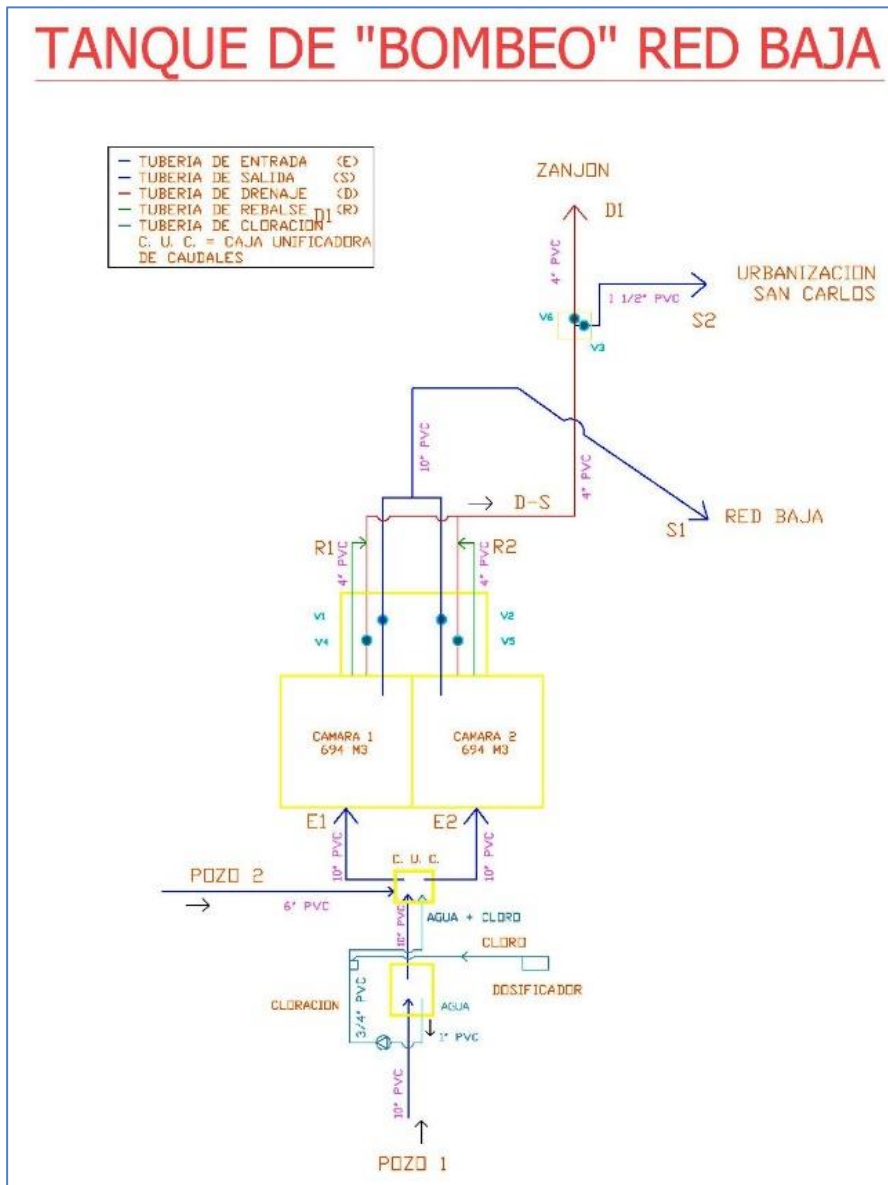 TANQUE DE "BOMBEO" RED BAJA
TUBERIA DE ENTRADA (E)
TUBERIA DE SALIDA (S)
TUBERIA DE DRENAJE (D)
TUBERIA DE REBALSE (R)
D1
TUBERIA DE CLORACION
C. U. C. = CAJA UNIFICADORA
DE CAUDALES
ZANJON
D1
4" PVC
URBANIZACION
SAN CARLOS
1 1/2" PVC
S2
V6
V3
10" PVC
4" PVC
D-S
RED BAJA
S1
R1
R2
4" PVC
4" PVC
V1
V2
V4
V5
CAMARA 1
694 M3
CAMARA 2
694 M3
E1
E2
10" PVC
10" PVC
C. U. C.
POZO 2
6" PVC
AGUA + CLORO
10" PVC
CLORO
DOSIFICADOR
CLORACION
3/4" PVC
AGUA
1" PVC
10" PVC
POZO 1